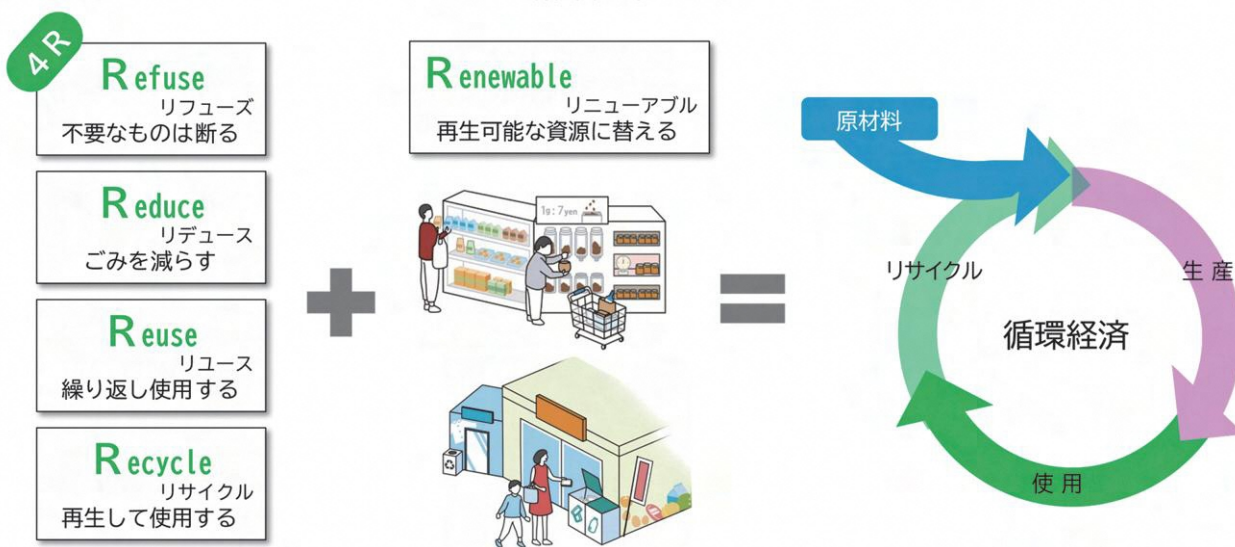 4R
Refuse
リフューズ
不要なものは断る
Reduce
リデュース
ごみを減らす
Reuse
リユース
繰り返し使用する
Recycle
リサイクル
再生して使用する
+
Renewable
リニューアブル
再生可能な資源に替える
1g:7yen
=
原材料
リサイクル
生産
循環経済
使用